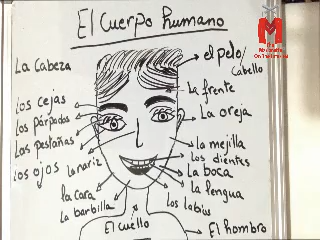 El Cuerpo humano
La Cabeza
el pelo/
Cabello
La frente
Los cejas
Los párpados
La oreja
Las pestañas
Los ojos
La nariz
La mejilla
Los dientes
La boca
La lengua
La cara
La barbilla
Los labios
El cuello
El hombro